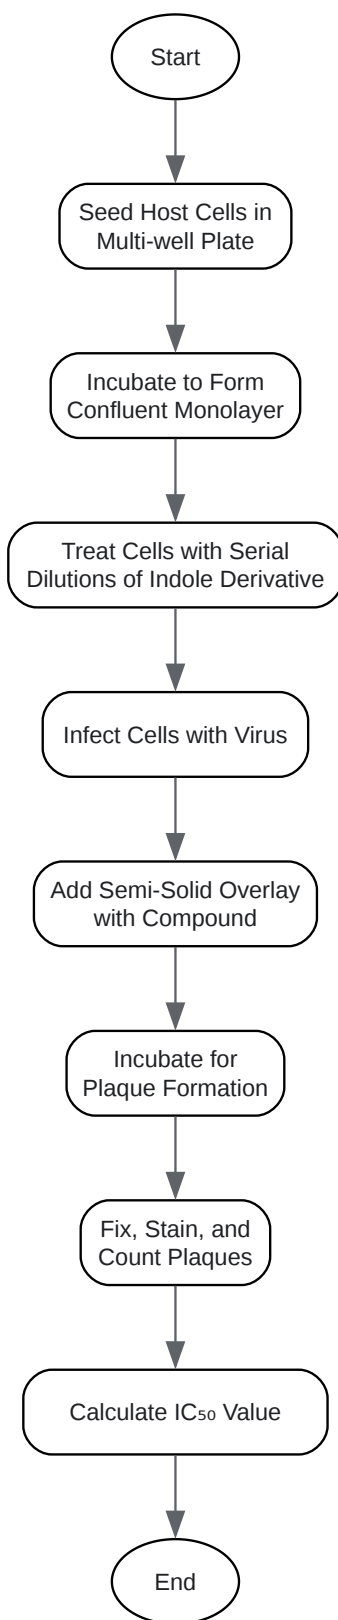 Start
Seed Host Cells in
Multi-well Plate
Incubate to Form
Confluent Monolayer
Treat Cells with Serial
Dilutions of Indole Derivative
Infect Cells with Virus
Add Semi-Solid Overlay
with Compound
Incubate for
Plaque Formation
Fix, Stain, and
Count Plaques
Calculate IC₅₀ Value
End